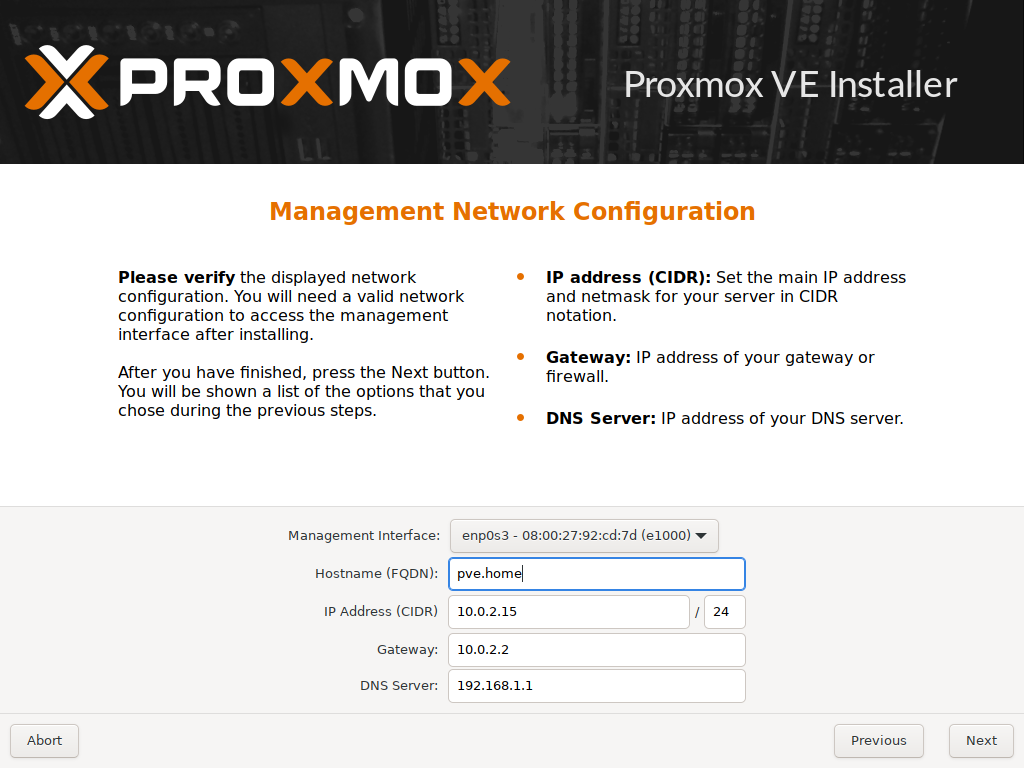 PROXMOX
Proxmox VE Installer
Management Network Configuration
Please verify the displayed network
configuration. You will need a valid network
configuration to access the management
interface after installing.
After you have finished, press the Next button.
You will be shown a list of the options that you
chose during the previous steps.
• IP address (CIDR): Set the main IP address
and netmask for your server in CIDR
notation.
• Gateway: IP address of your gateway or
firewall.
• DNS Server: IP address of your DNS server.
Management Interface: enp0s3 - 08:00:27:92:cd:7d (e1000)
Hostname (FQDN): pve.home
IP Address (CIDR) 10.0.2.15 / 24
Gateway: 10.0.2.2
DNS Server: 192.168.1.1
Abort Previous Next